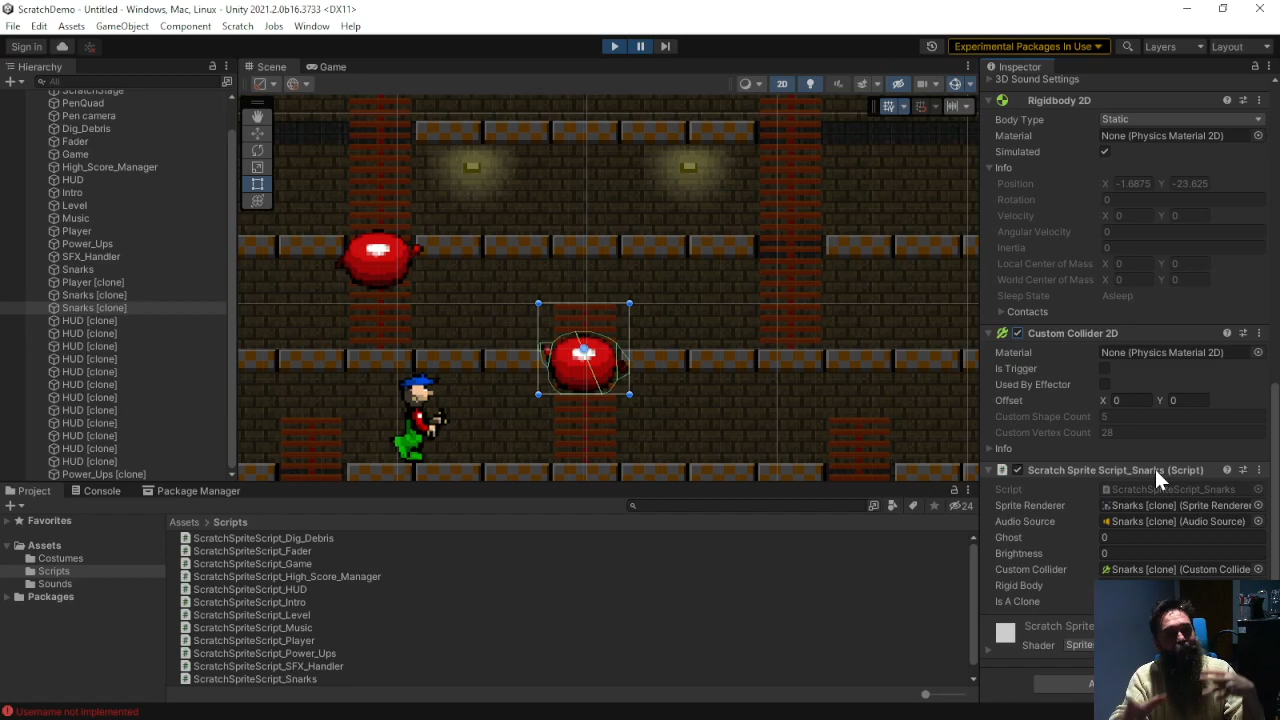 ScratchDemo - Untitled - Windows, Mac, Linux - Unity 2021.2.0b16.3733 <DX11>
File Edit Assets GameObject Component Scratch Jobs Window Help
Sign in
Experimental Packages In Use
Layers
Layout
Hierarchy
All
ScratchStage
PenQuad
Pen camera
Dig_Debris
Fader
Game
High_Score_Manager
HUD
Intro
Level
Music
Player
Power_Ups
SFX_Handler
Snarks
Player [clone]
Snarks [clone]
Snarks [clone]
HUD [clone]
HUD [clone]
HUD [clone]
HUD [clone]
HUD [clone]
HUD [clone]
HUD [clone]
HUD [clone]
HUD [clone]
HUD [clone]
HUD [clone]
HUD [clone]
Power_Ups [clone]
Scene Game
2D
Inspector
3D Sound Settings
Rigidbody 2D
Body Type Static
Material None (Physics Material 2D)
Simulated
Info
Position X -1.6875 Y -23.625
Rotation 0
Velocity X 0 Y 0
Angular Velocity 0
Inertia 0
Local Center of Mass X 0 Y 0
World Center of Mass X 0 Y 0
Sleep State Asleep
Contacts
Custom Collider 2D
Material None (Physics Material 2D)
Is Trigger
Used By Effector
Offset X 0 Y 0
Custom Shape Count 5
Custom Vertex Count 28
Info
Scratch Sprite Script_Snarks (Script)
Script ScratchSpriteScript_Snarks
Sprite Renderer Snarks [clone] (Sprite Renderer
Audio Source Snarks [clone] (Audio Source)
Ghost 0
Brightness 0
Custom Collider Snarks [clone] (Custom Collide
Rigid Body
Is A Clone
Scratch Sprite
Shader Sprites
A
Project Console Package Manager
24
Favorites
Assets
Costumes
Scripts
Sounds
Packages
Assets > Scripts
ScratchSpriteScript_Dig_Debris
ScratchSpriteScript_Fader
ScratchSpriteScript_Game
ScratchSpriteScript_High_Score_Manager
ScratchSpriteScript_HUD
ScratchSpriteScript_Intro
ScratchSpriteScript_Level
ScratchSpriteScript_Music
ScratchSpriteScript_Player
ScratchSpriteScript_Power_Ups
ScratchSpriteScript_SFX_Handler
ScratchSpriteScript_Snarks
Username not implemented